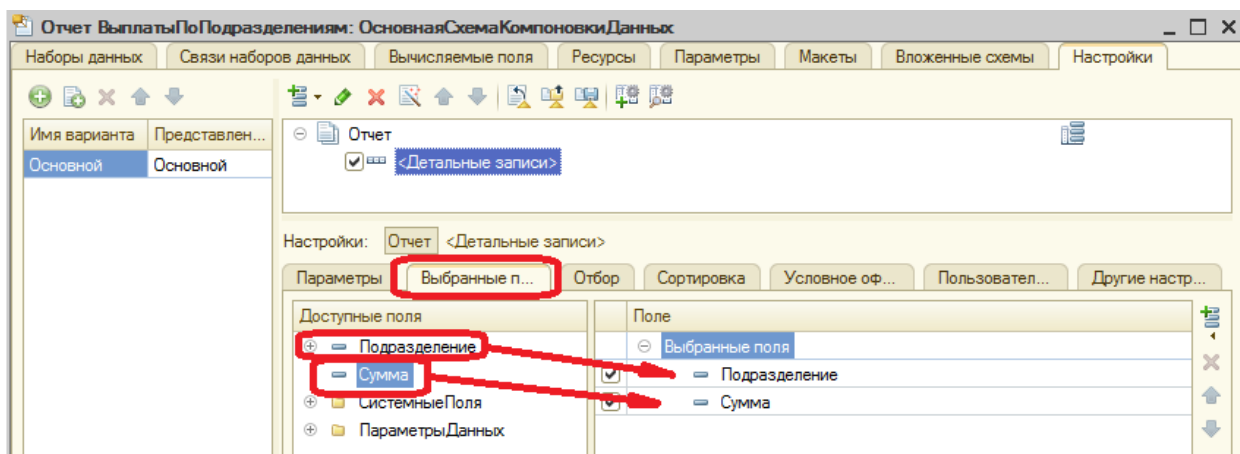 Отчет ВыплатыПоПодразделениям: ОсновнаяСхемаКомпоновкиДанных
Наборы данных Связи наборов данных Вычисляемые поля Ресурсы Параметры Макеты Вложенные схемы Настройки
Имя варианта Представлен...
Основной Основной
Отчет
<Детальные записи>
Настройки: Отчет <Детальные записи>
Параметры Выбранные п... Отбор Сортировка Условное оф... Пользовател... Другие настр...
Доступные поля Поле
Подразделение Выбранные поля
Сумма Подразделение
СистемныеПоля Сумма
ПараметрыДанных